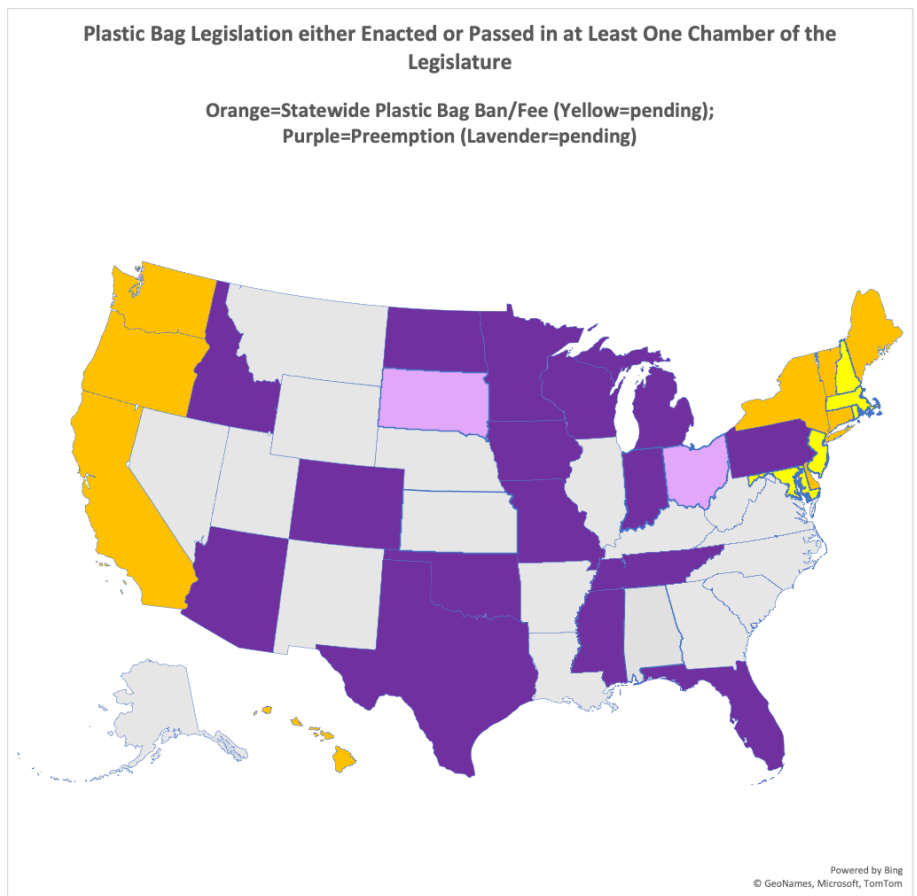 Plastic Bag Legislation either Enacted or Passed in at Least One Chamber of the
Legislature
Orange=Statewide Plastic Bag Ban/Fee (Yellow=pending);
Purple=Preemption (Lavender=pending)
Powered by Bing
© GeoNames, Microsoft, TomTom